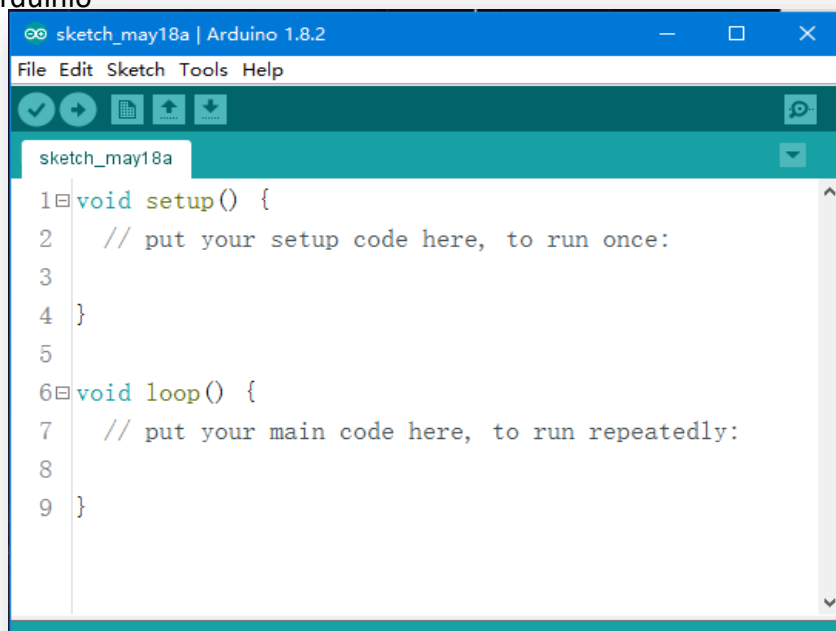 rduinio
sketch_may18a | Arduino 1.8.2
File Edit Sketch Tools Help
sketch_may18a
1 void setup() {
2 // put your setup code here, to run once:
3
4 }
5
6 void loop() {
7 // put your main code here, to run repeatedly:
8
9 }